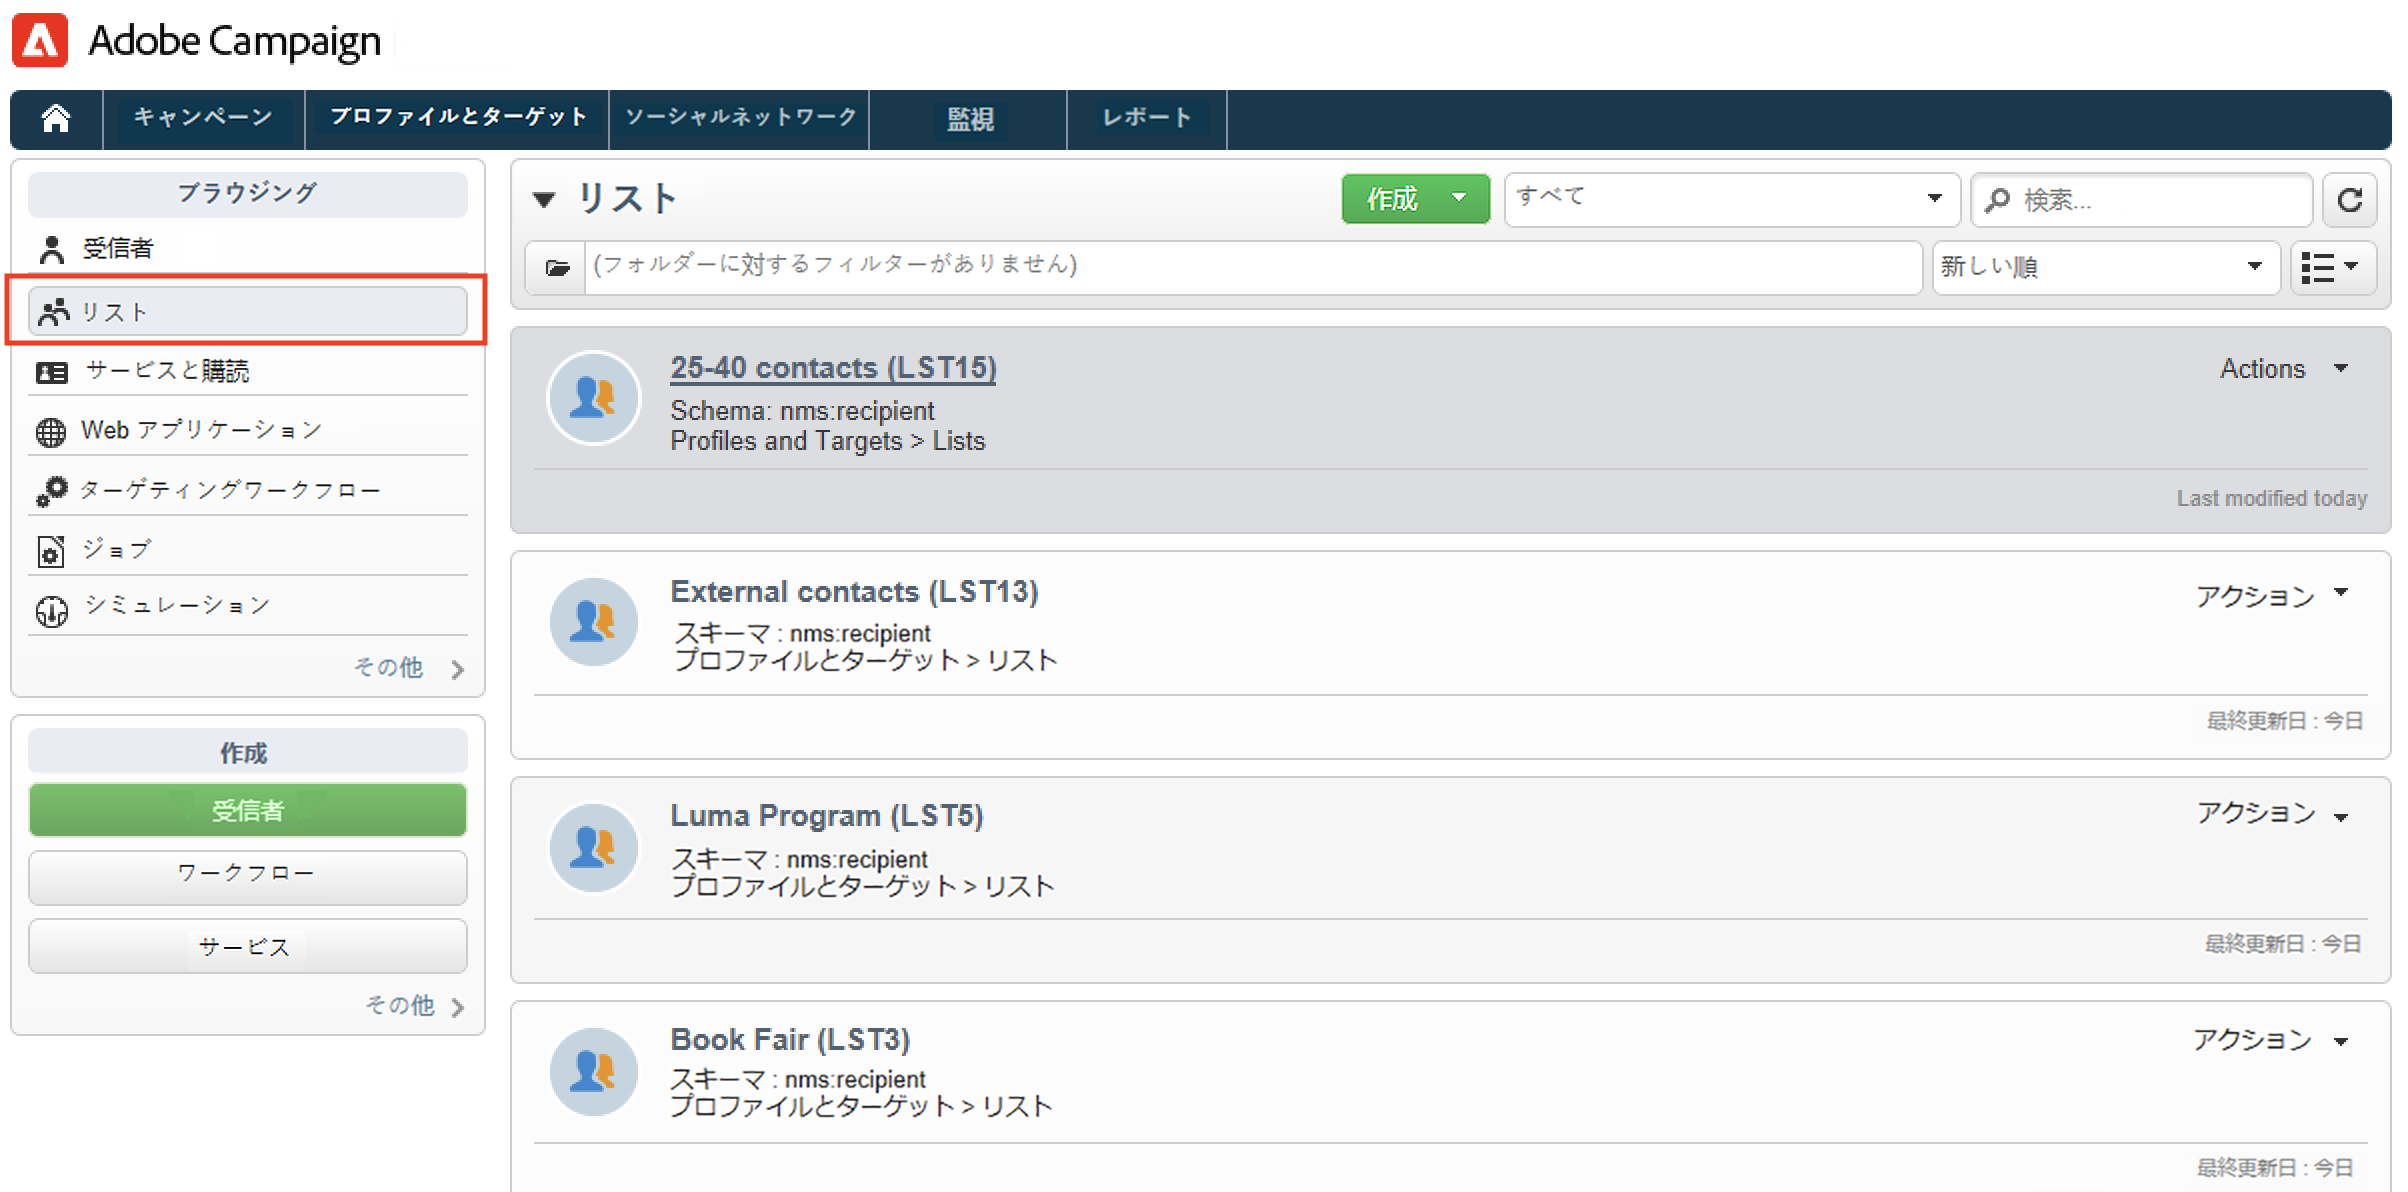 Adobe Campaign
キャンペーン
プロファイルとターゲット
ソーシャルネットワーク
監視
レポート
ブラウジング
受信者
リスト
サービスと購読
Web アプリケーション
ターゲティングワークフロー
ジョブ
シミュレーション
その他
作成
受信者
ワークフロー
サービス
その他
リスト
作成
すべて
検索...
(フォルダーに対するフィルターがありません)
新しい順
25-40 contacts (LST15)
Actions
Schema: nms:recipient
Profiles and Targets > Lists
Last modified today
External contacts (LST13)
アクション
スキーマ : nms:recipient
プロファイルとターゲット > リスト
最終更新日 : 今日
Luma Program (LST5)
アクション
スキーマ : nms:recipient
プロファイルとターゲット > リスト
最終更新日 : 今日
Book Fair (LST3)
アクション
スキーマ : nms:recipient
プロファイルとターゲット > リスト
最終更新日 : 今日